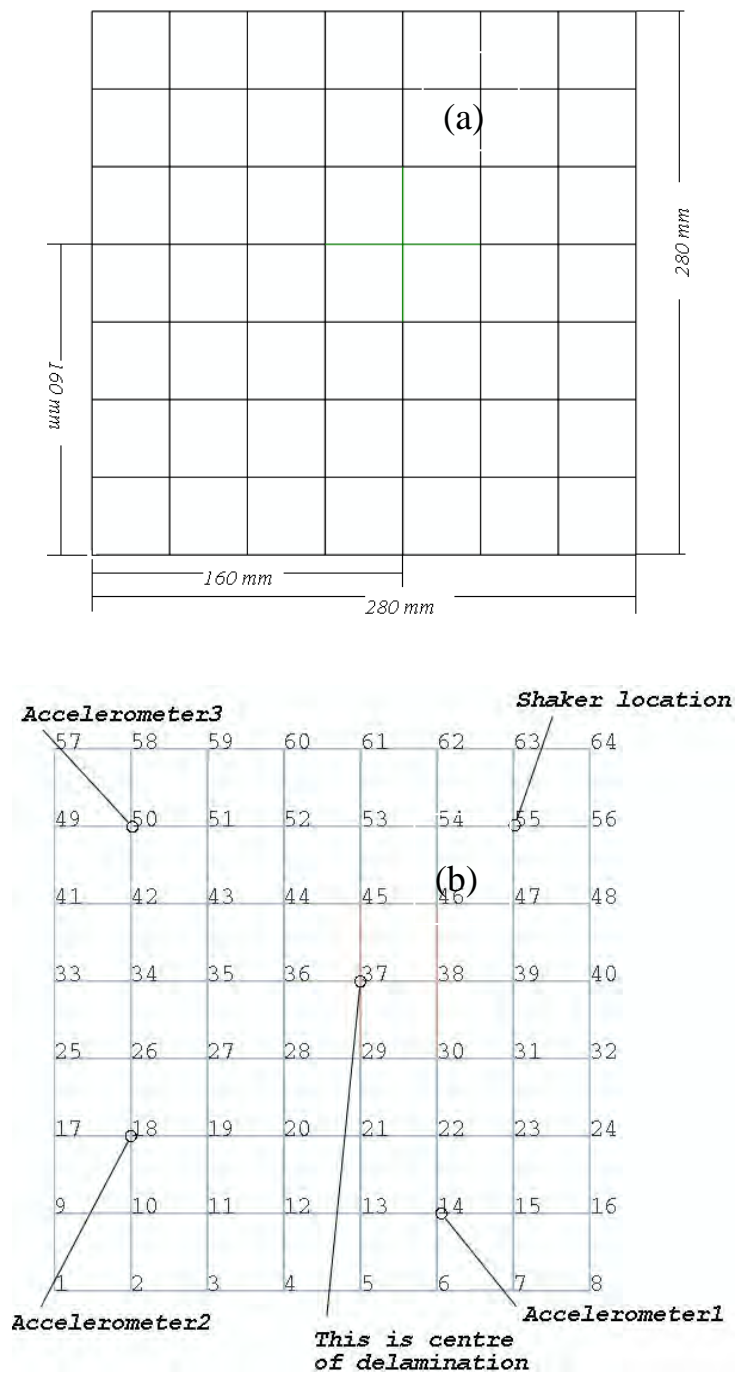 (a)
280 mm
160 mm
160 mm
280 mm
Shaker location
Accelerometer3
57 58 59 60 61 62 63 64
49 50 51 52 53 54 55 56
(b)
41 42 43 44 45 46 47 48
33 34 35 36 37 38 39 40
25 26 27 28 29 30 31 32
17 18 19 20 21 22 23 24
9 10 11 12 13 14 15 16
1 2 3 4 5 6 7 8
Accelerometer2
Accelerometer1
This is centre
of delamination